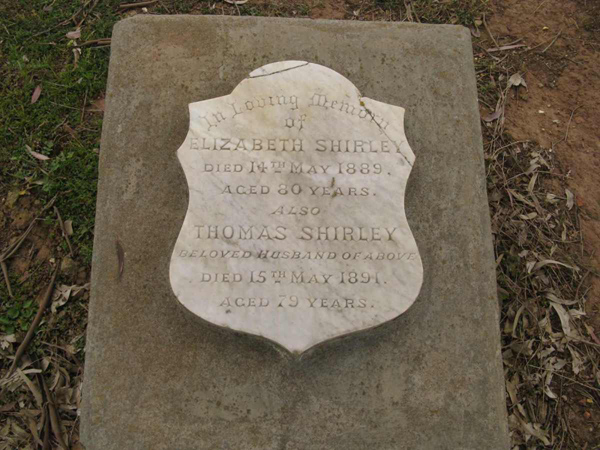 In Loving Memory
of
ELIZABETH SHIRLEY
DIED 14TH MAY 1889,
AGED 80 YEARS.
ALSO
THOMAS SHIRLEY
BELOVED HUSBAND OF ABOVE
DIED 15TH MAY 1891.
AGED 79 YEARS.